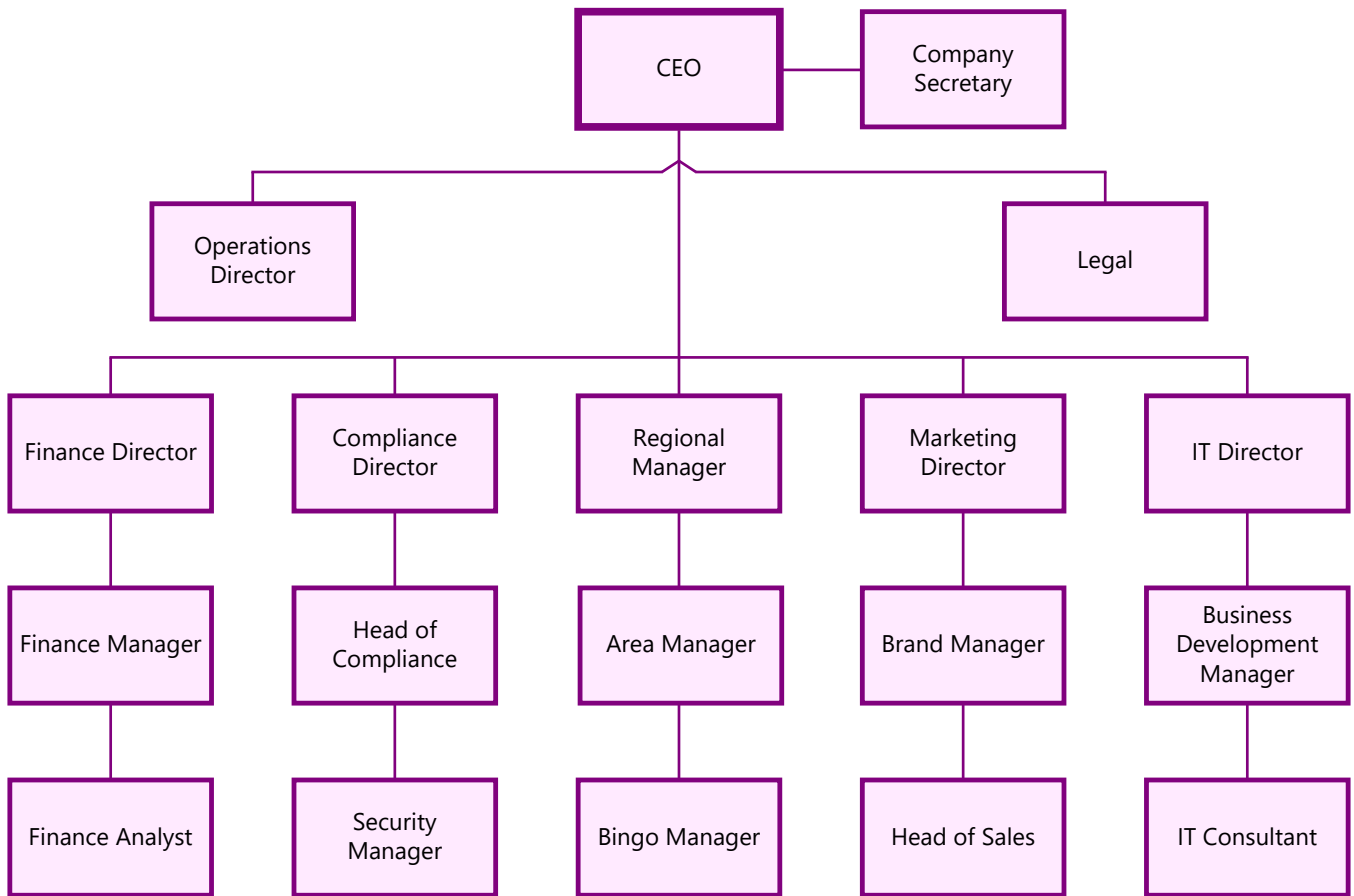 CEO
Company
Secretary
Operations
Director
Legal
Finance Director
Compliance
Director
Regional
Manager
Marketing
Director
IT Director
Finance Manager
Head of
Compliance
Area Manager
Brand Manager
Business
Development
Manager
Finance Analyst
Security
Manager
Bingo Manager
Head of Sales
IT Consultant